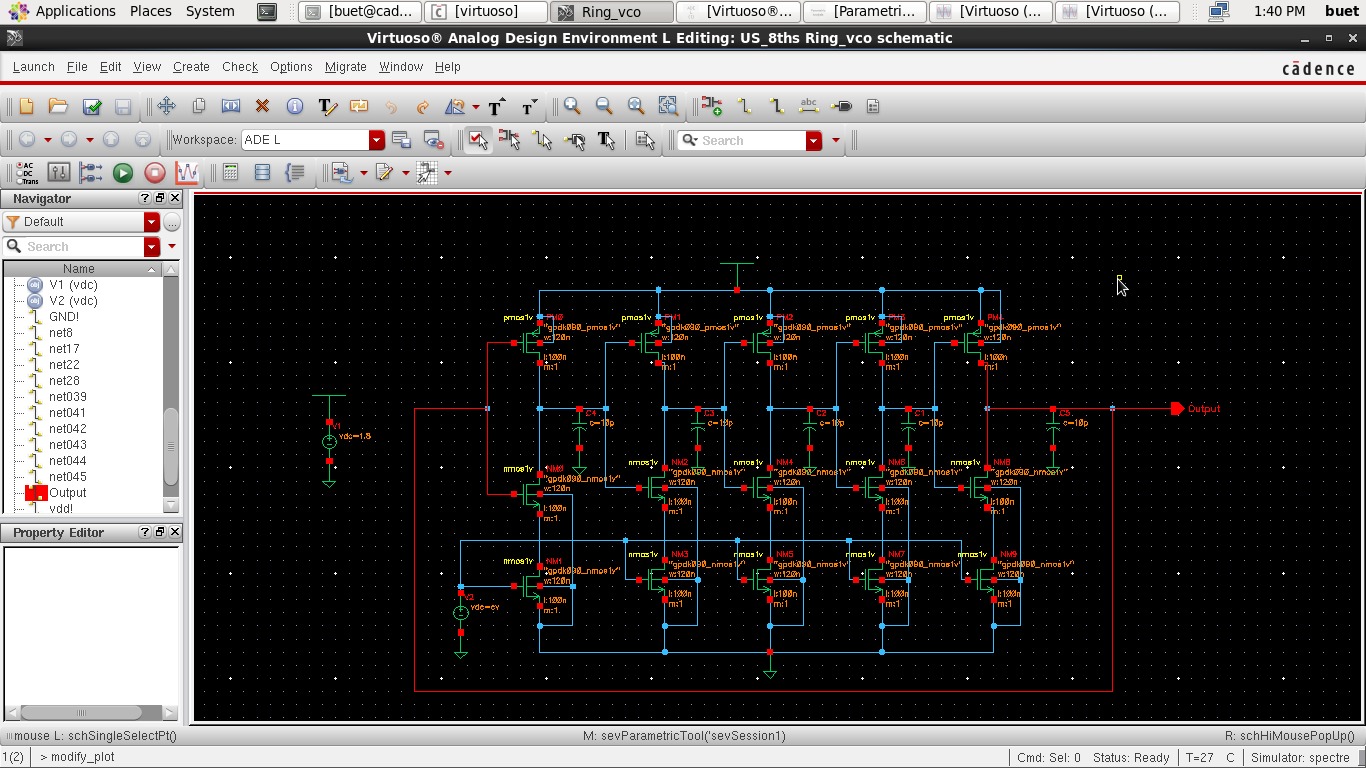 Applications Places System [buet@cad... [virtuoso] Ring_vco [Virtuoso®... [Parametri... [Virtuoso (... [Virtuoso (... 1:40 PM buet
Virtuoso® Analog Design Environment L Editing: US_8ths Ring_vco schematic
Launch File Edit View Create Check Options Migrate Window Help cādence
Workspace: ADE L Search
AC DC Trans
Navigator
Default
Search
Name
V1 (vdc)
V2 (vdc)
GND!
net8
net17
net22
net28
net039
net041
net042
net043
net044
net045
Output
vdd!
Property Editor
pmos1v PM0 pmos1v PM1 pmos1v PM2 pmos1v PM3 pmos1v PM4
"gpdk090_pmos1v" "gpdk090_pmos1v" "gpdk090_pmos1v" "gpdk090_pmos1v" "gpdk090_pmos1v"
w:120n w:120n w:120n w:120n w:120n
l:100n l:100n l:100n l:100n l:100n
m:1 m:1 m:1 m:1 m:1
C4 C3 C2 C1 C5 Output
c=10p c=10p c=10p c=10p c=10p
V1
vdc=1.8
nmos1v NM0 nmos1v NM2 nmos1v NM4 nmos1v NM6 nmos1v NM8
"gpdk090_nmos1v" "gpdk090_nmos1v" "gpdk090_nmos1v" "gpdk090_nmos1v" "gpdk090_nmos1v"
w:120n w:120n w:120n w:120n w:120n
l:100n l:100n l:100n l:100n l:100n
m:1 m:1 m:1 m:1 m:1
nmos1v NM1 nmos1v NM3 nmos1v NM5 nmos1v NM7 nmos1v NM9
"gpdk090_nmos1v" "gpdk090_nmos1v" "gpdk090_nmos1v" "gpdk090_nmos1v" "gpdk090_nmos1v"
w:120n w:120n w:120n w:120n w:120n
l:100n l:100n l:100n l:100n l:100n
m:1 m:1 m:1 m:1 m:1
V2
vdc=cv
mouse L: schSingleSelectPt() M: sevParametricTool('sevSession1) R: schHiMousePopUp()
1(2) > modify_plot Cmd: Sel: 0 Status: Ready T=27 C Simulator: spectre